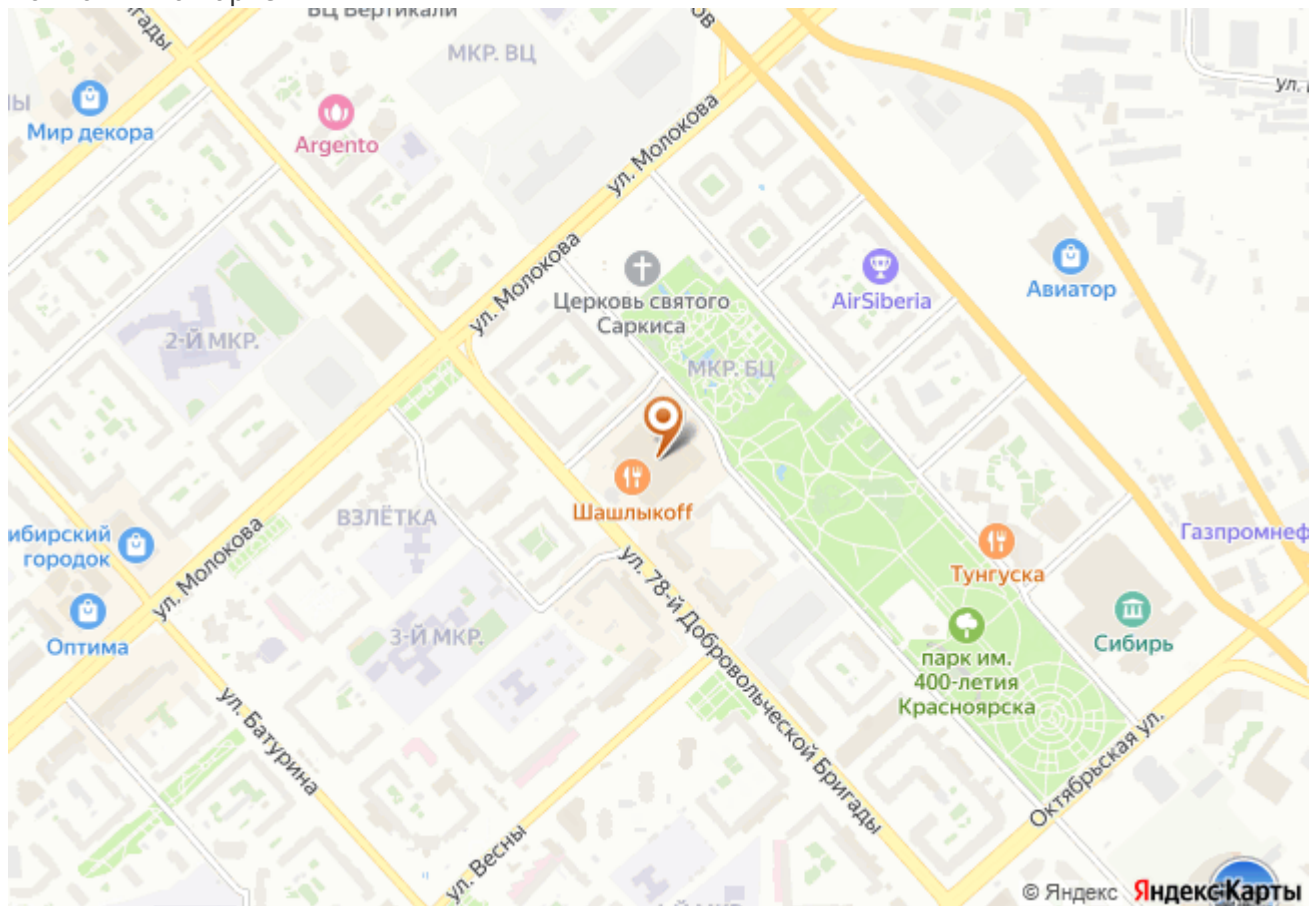 БЦ Вертикали
МКР. ВЦ
Мир декора
Argento
ул. Молокова
ул. Молокова
Церковь святого
Саркиса
AirSiberia
Авиатор
2-Й МКР.
МКР. БЦ
Шашлыкоff
ВЗЛЁТКА
ибирский
городок
ул. Молокова
Газпромнеф
Тунгуска
Оптима
3-Й МКР.
ул. 78-й Добровольческой Бригады
Сибирь
парк им.
400-летия
Красноярска
ул. Батурина
Октябрьская ул.
ул. Весны
© Яндекс Яндекс Карты